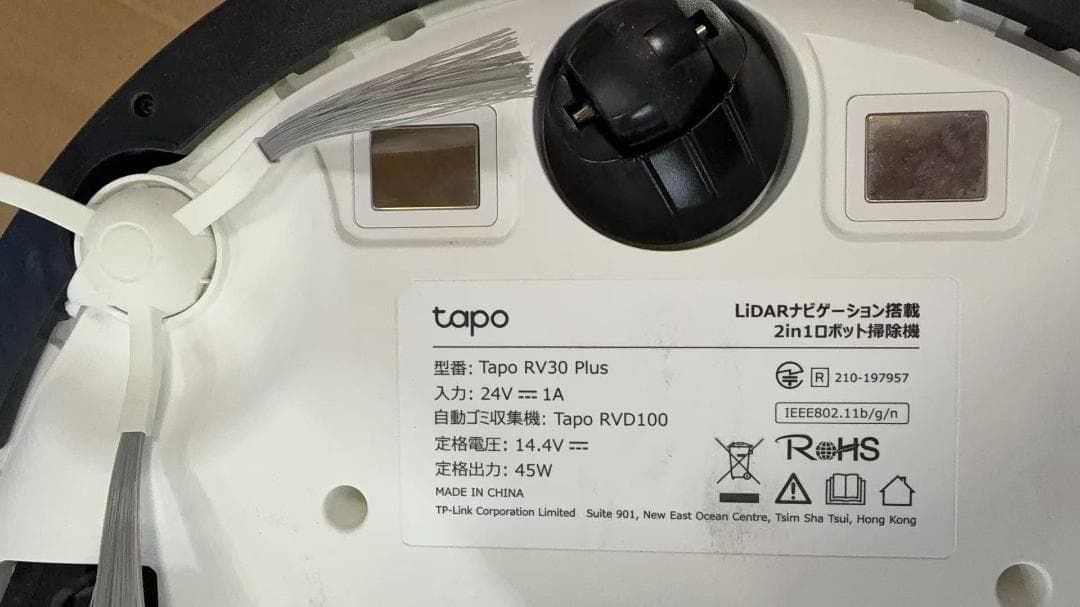 tapo
LiDARナビゲーション搭載
2in1ロボット掃除機
型番: Tapo RV30 Plus
入力: 24V ⎓ 1A
自動ゴミ収集機: Tapo RVD100
定格電圧: 14.4V ⎓
定格出力: 45W
MADE IN CHINA
TP-Link Corporation Limited Suite 901, New East Ocean Centre, Tsim Sha Tsui, Hong Kong
R 210-197957
IEEE802.11b/g/n
RoHS